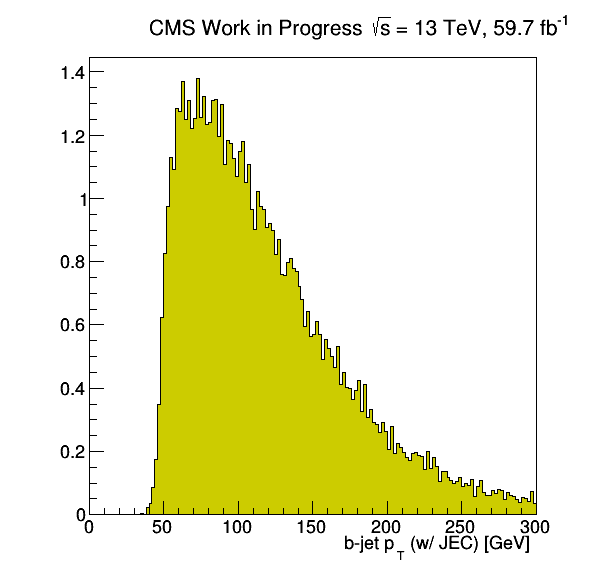 CMS Work in Progress √s = 13 TeV, 59.7 fb⁻¹
1.4
1.2
1
0.8
0.6
0.4
0.2
0
0 50 100 150 200 250 300
b-jet p_T (w/ JEC) [GeV]